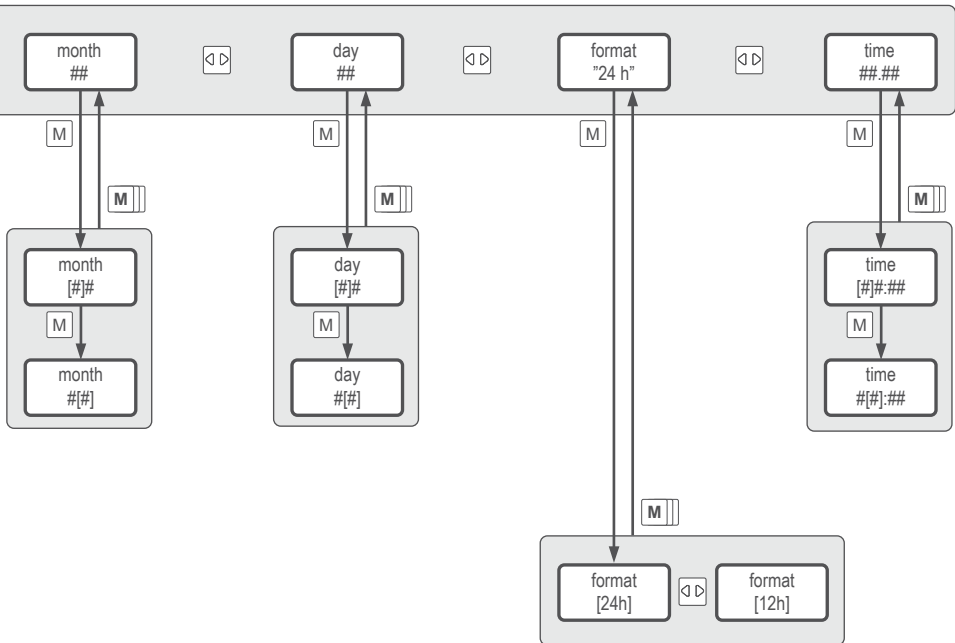 month
##
day
##
format
”24 h”
time
##.##
M
M
M
M
M
M
M
month
[#]#
day
[#]#
time
[#]#:##
M
M
M
month
#[#]
day
#[#]
time
#[#]:##
M
format
[24h]
format
[12h]